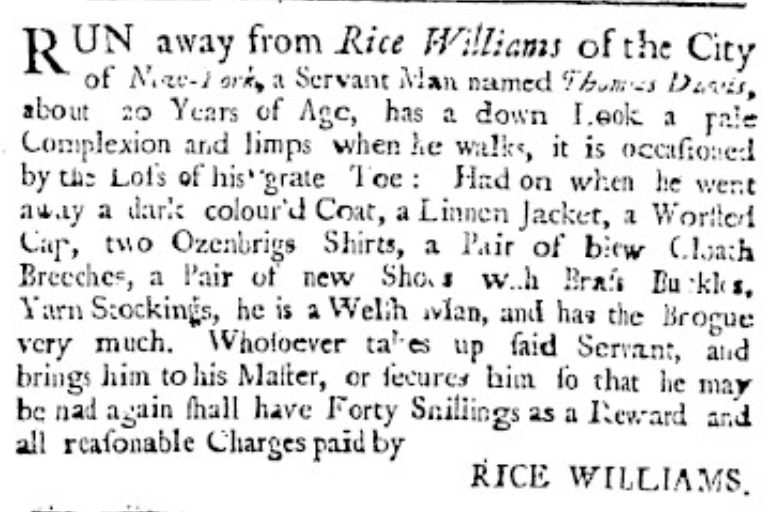 RUN away from Rice Williams of the City
of New-York, a Servant Man named Thomas Davis,
about 20 Years of Age, has a down Look a pale
Complexion and limps when he walks, it is occaſioned
by the Loſs of his grate Toe: Had on when he went
away a dark colour'd Coat, a Linnen Jacket, a Worſted
Cap, two Ozenbrigs Shirts, a Pair of blew Cloath
Breeches, a Pair of new Shoes with Braſs Buckles,
Yarn Stockings, he is a Welſh Man, and has the Brogue
very much. Whoſoever takes up ſaid Servant, and
brings him to his Maſter, or ſecures him ſo that he may
be had again ſhall have Forty Shillings as a Reward and
all reaſonable Charges paid by
RICE WILLIAMS.